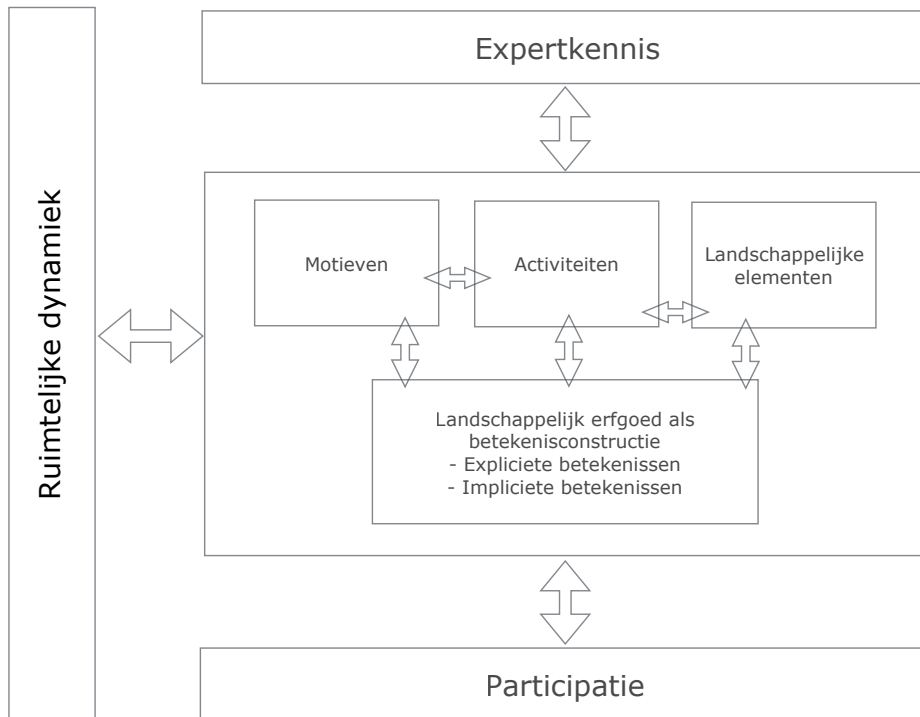 Ruimtelijke dynamiek
Expertkennis
Motieven
Activiteiten
Landschappelijke
elementen
Landschappelijk erfgoed als
betekenisconstructie
- Expliciete betekenissen
- Impliciete betekenissen
Participatie